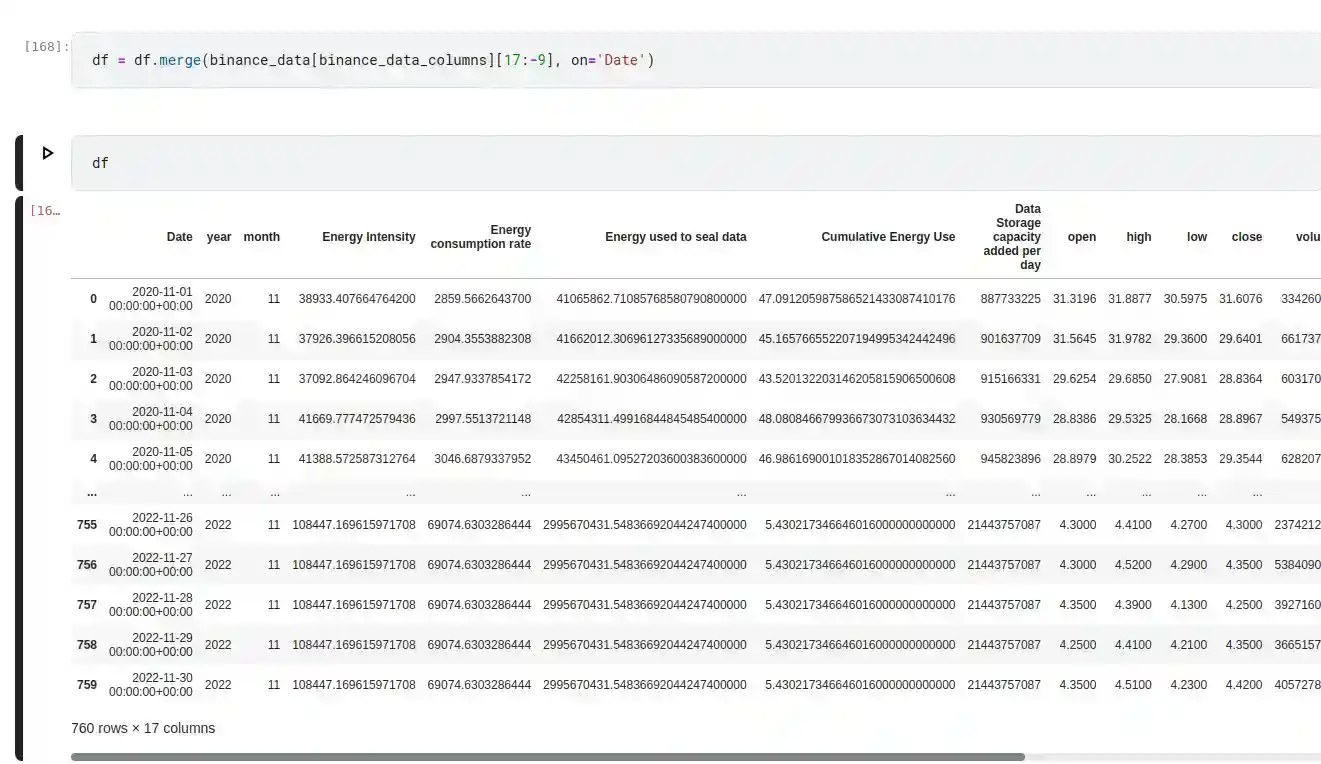 [168]:
df = df.merge(binance_data[binance_data_columns][17:-9], on='Date')
df
[16…
Date year month Energy Intensity Energy consumption rate Energy used to seal data Cumulative Energy Use Data Storage capacity added per day open high low close volu
0 2020-11-01 00:00:00+00:00 2020 11 38933.407664764200 2859.5662643700 41065862.71085768580790800000 47.091205987586521433087410176 887733225 31.3196 31.8877 30.5975 31.6076 334260
1 2020-11-02 00:00:00+00:00 2020 11 37926.396615208056 2904.3553882308 41662012.30696127335689000000 45.165766552207194995342442496 901637709 31.5645 31.9782 29.3600 29.6401 661737
2 2020-11-03 00:00:00+00:00 2020 11 37092.864246096704 2947.9337854172 42258161.90306486090587200000 43.520132203146205815906500608 915166331 29.6254 29.6850 27.9081 28.8364 603170
3 2020-11-04 00:00:00+00:00 2020 11 41669.777472579436 2997.5513721148 42854311.49916844845485400000 48.080846679936673073103634432 930569779 28.8386 29.5325 28.1668 28.8967 549375
4 2020-11-05 00:00:00+00:00 2020 11 41388.572587312764 3046.6879337952 43450461.09527203600383600000 46.986169001018352867014082560 945823896 28.8979 30.2522 28.3853 29.3544 628207
... ... ... ... ... ... ... ... ... ... ... ... ...
755 2022-11-26 00:00:00+00:00 2022 11 108447.169615971708 69074.6303286444 2995670431.54836692044247400000 5.430217346646016000000000000 21443757087 4.3000 4.4100 4.2700 4.3000 2374212
756 2022-11-27 00:00:00+00:00 2022 11 108447.169615971708 69074.6303286444 2995670431.54836692044247400000 5.430217346646016000000000000 21443757087 4.3000 4.5200 4.2900 4.3500 5384090
757 2022-11-28 00:00:00+00:00 2022 11 108447.169615971708 69074.6303286444 2995670431.54836692044247400000 5.430217346646016000000000000 21443757087 4.3500 4.3900 4.1300 4.2500 3927160
758 2022-11-29 00:00:00+00:00 2022 11 108447.169615971708 69074.6303286444 2995670431.54836692044247400000 5.430217346646016000000000000 21443757087 4.2500 4.4100 4.2100 4.3500 3665157
759 2022-11-30 00:00:00+00:00 2022 11 108447.169615971708 69074.6303286444 2995670431.54836692044247400000 5.430217346646016000000000000 21443757087 4.3500 4.5100 4.2300 4.4200 4057278
760 rows × 17 columns